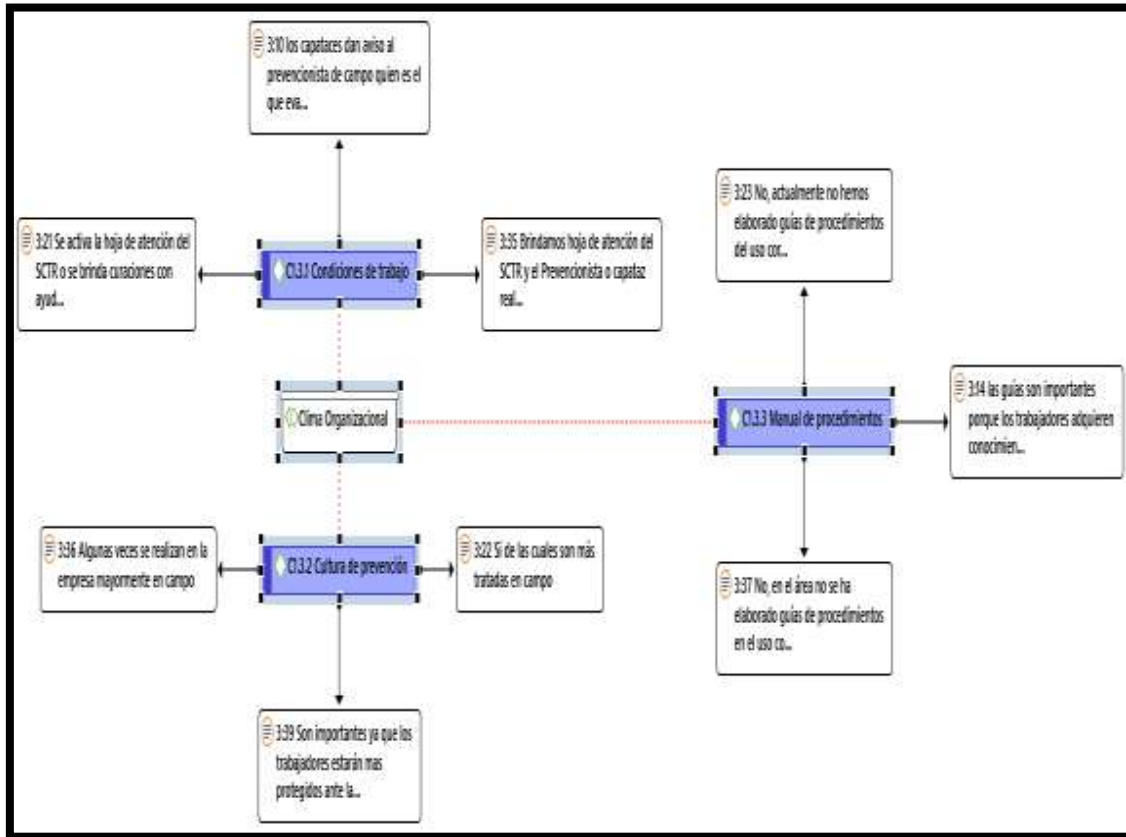 3:10 los capataces dan aviso al
prevencionista de campo quien es el
que eva...
3:21 Se activa la hoja de atención del
SCTR o se brinda curaciones con
ayud...
C1.3.1 Condiciones de trabajo
3:35 Brindamos hoja de atención del
SCTR y el Prevencionista o capataz
real...
3:23 No, actualmente no hemos
elaborado guías de procedimientos
del uso cor...
Clima Organizacional
C1.3.3 Manual de procedimientos
3:14 las guías son importantes
porque los trabajadores adquieren
conocimien...
3:36 Algunas veces se realizan en la
empresa mayormente en campo
C1.3.2 Cultura de prevención
3:22 Si de las cuales son más
tratadas en campo
3:37 No, en el área no se ha
elaborado guías de procedimientos
en el uso co...
3:39 Son importantes ya que los
trabajadores estarán mas
protegidos ante la...